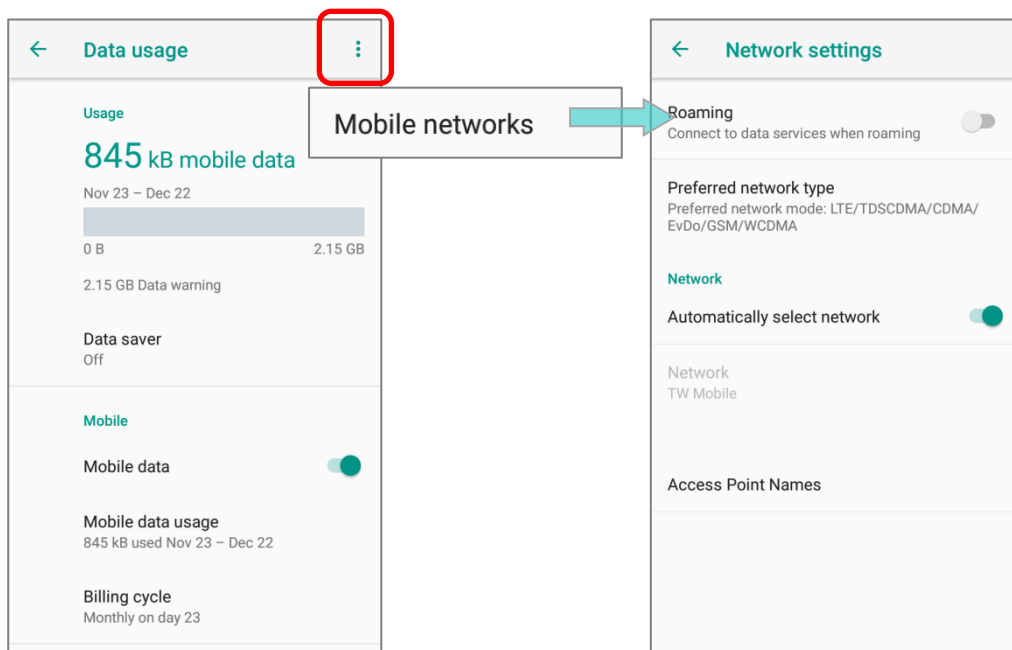 Data usage
Usage
845 kB mobile data
Nov 23 – Dec 22
0 B
2.15 GB
2.15 GB Data warning
Data saver
Off
Mobile
Mobile data
Mobile data usage
845 kB used Nov 23 – Dec 22
Billing cycle
Monthly on day 23
Mobile networks
Network settings
Roaming
Connect to data services when roaming
Preferred network type
Preferred network mode: LTE/TDSCDMA/CDMA/
EvDo/GSM/WCDMA
Network
Automatically select network
Network
TW Mobile
Access Point Names